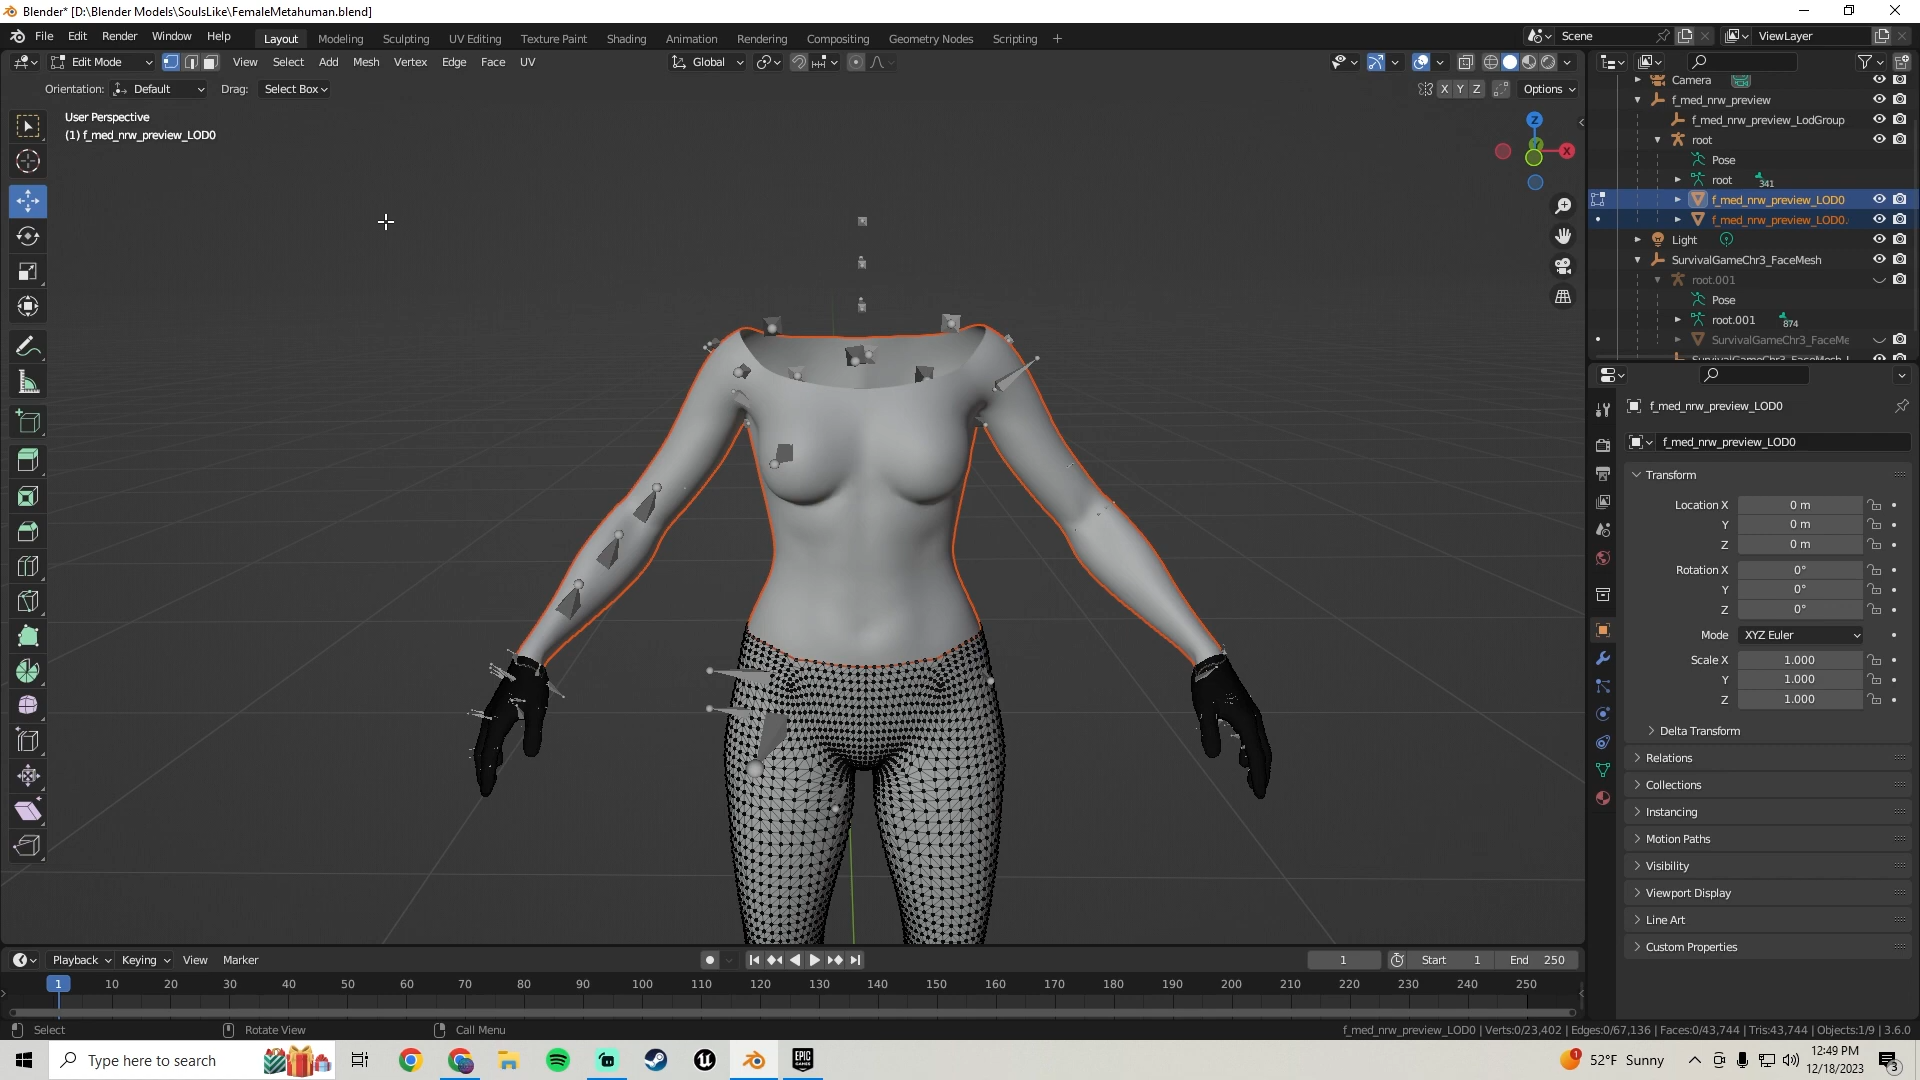 Blender* [D:\Blender Models\SoulsLike\FemaleMetahuman.blend]
File Edit Render Window Help Layout Modeling Sculpting UV Editing Texture Paint Shading Animation Rendering Compositing Geometry Nodes Scripting + Scene ViewLayer
Edit Mode View Select Add Mesh Vertex Edge Face UV Global
Orientation: Default Drag: Select Box X Y Z Options
User Perspective
(1) f_med_nrw_preview_LOD0
Z
X
Camera
f_med_nrw_preview
f_med_nrw_preview_LodGroup
root
Pose
root 341
f_med_nrw_preview_LOD0
f_med_nrw_preview_LOD0.
Light
SurvivalGameChr3_FaceMesh
root.001
Pose
root.001 874
SurvivalGameChr3_FaceMe
f_med_nrw_preview_LOD0
f_med_nrw_preview_LOD0
Transform
Location X 0 m
Y 0 m
Z 0 m
Rotation X 0°
Y 0°
Z 0°
Mode XYZ Euler
Scale X 1.000
Y 1.000
Z 1.000
Delta Transform
Relations
Collections
Instancing
Motion Paths
Visibility
Viewport Display
Line Art
Custom Properties
Playback Keying View Marker 1 Start 1 End 250
1 10 20 30 40 50 60 70 80 90 100 110 120 130 140 150 160 170 180 190 200 210 220 230 240 250
Select Rotate View Call Menu f_med_nrw_preview_LOD0 | Verts:0/23,402 | Edges:0/67,136 | Faces:0/43,744 | Tris:43,744 | Objects:1/9 | 3.6.0
Type here to search EPIC GAMES 1 52°F Sunny 12:49 PM
12/18/2023 3